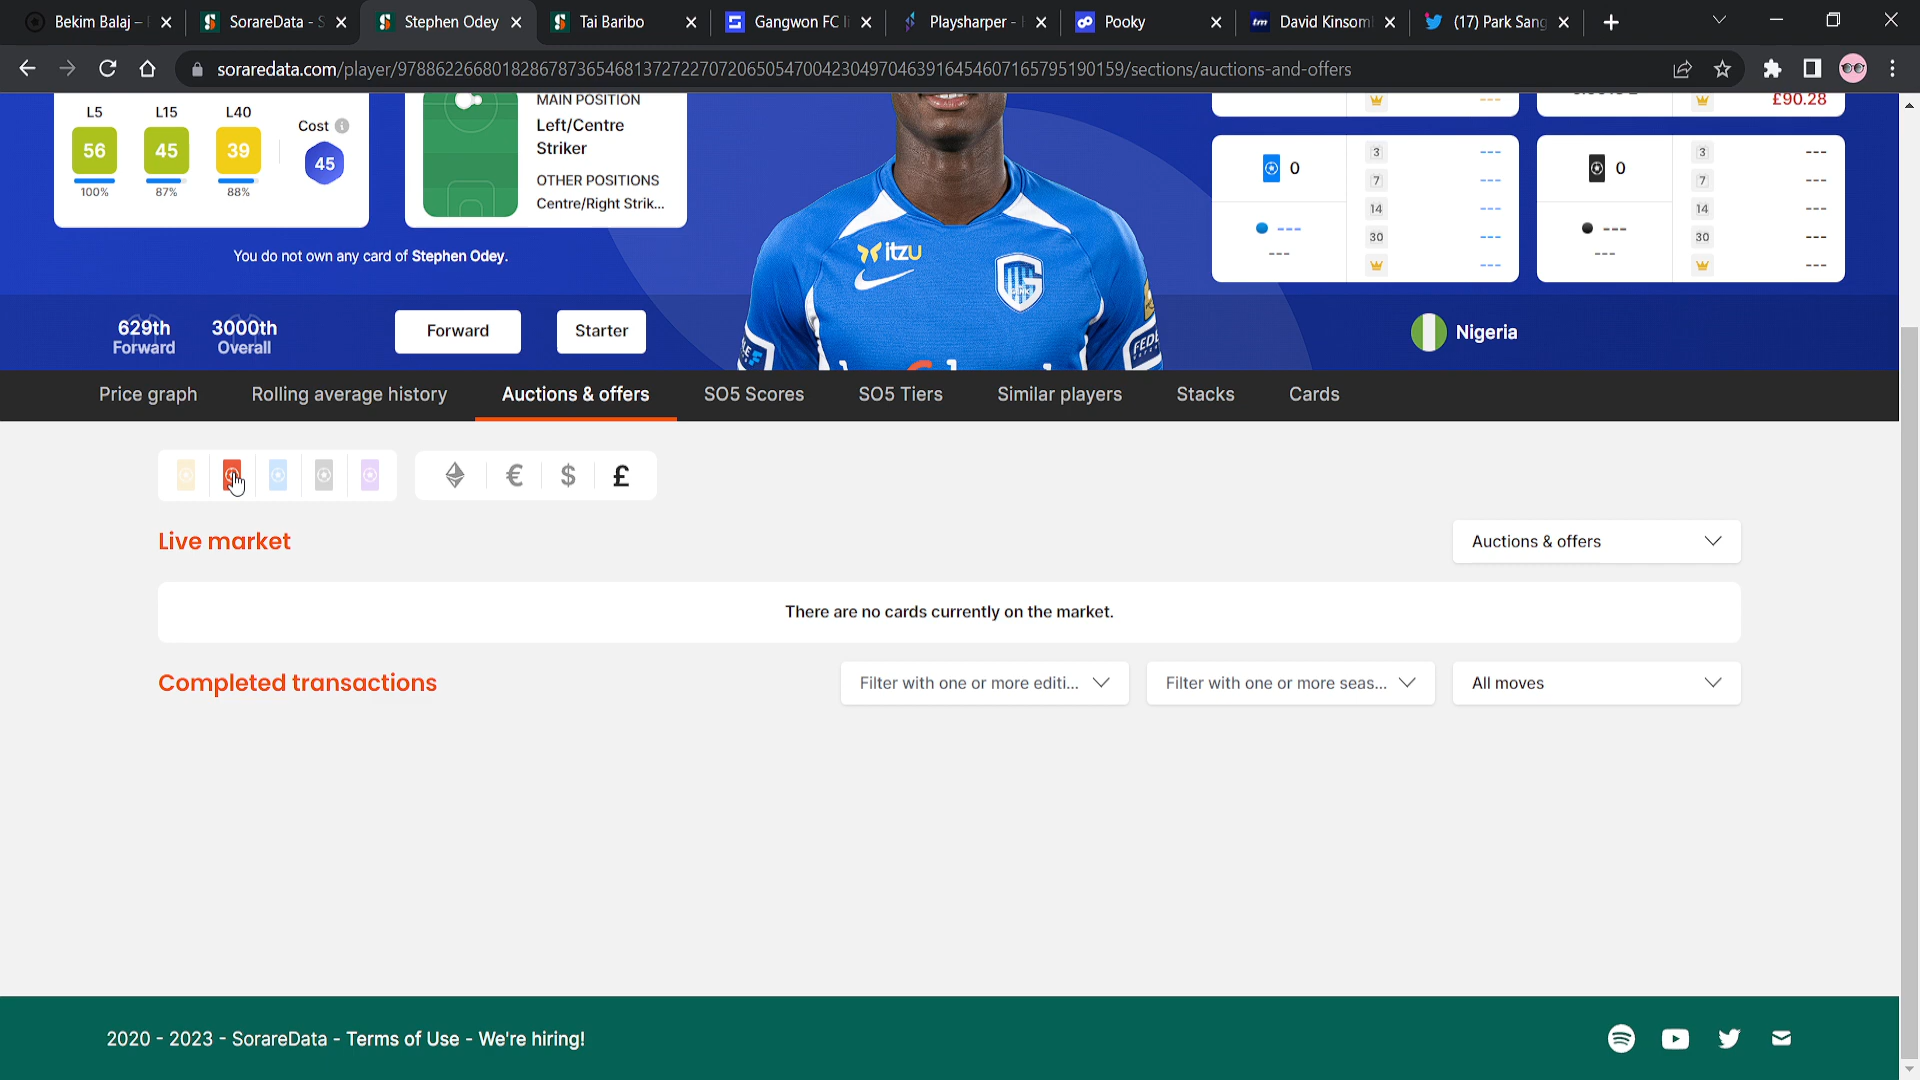 Bekim Balaj –
SorareData - S
Stephen Odey
Tai Baribo
Gangwon FC li
Playsharper -
Pooky
David Kinsom
(17) Park Sang
soraredata.com/player/97886226680182867873654681372722707206505470042304970463916454607165795190159/sections/auctions-and-offers
L5 L15 L40
Cost
56 45 39
45
100% 87% 88%
MAIN POSITION
Left/Centre
Striker
OTHER POSITIONS
Centre/Right Strik...
You do not own any card of Stephen Odey.
itzu
GENK
---
£90.28
0
3 ---
7 ---
14 ---
30 ---
---
---
---
0
3 ---
7 ---
14 ---
30 ---
---
---
---
629th
Forward
3000th
Overall
Forward
Starter
Nigeria
Price graph
Rolling average history
Auctions & offers
SO5 Scores
SO5 Tiers
Similar players
Stacks
Cards
€ $ £
Live market
Auctions & offers
There are no cards currently on the market.
Completed transactions
Filter with one or more editi...
Filter with one or more seas...
All moves
2020 - 2023 - SorareData - Terms of Use - We're hiring!